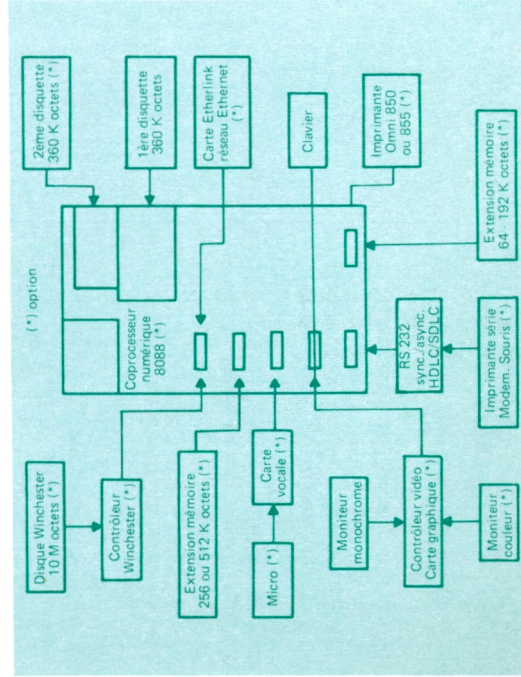 (*) option
2ème disquette
360 K octets (*)
1ère disquette
360 K octets
Carte Etherlink
réseau Ethernet
(*)
Clavier
Imprimante
Omni 850
ou 855 (*)
Extension mémoire
64 - 192 K octets (*)
Coprocesseur
numérique
8088 (*)
RS 232
sync./async.
HDLC/SDLC
Imprimante série
Modem. Souris (*)
Disque Winchester
10 M octets (*)
Contrôleur
Winchester (*)
Extension mémoire
256 ou 512 K octets (*)
Micro (*)
Carte
vocale (*)
Moniteur
monochrome
Contrôleur vidéo
Carte graphique (*)
Moniteur
couleur (*)